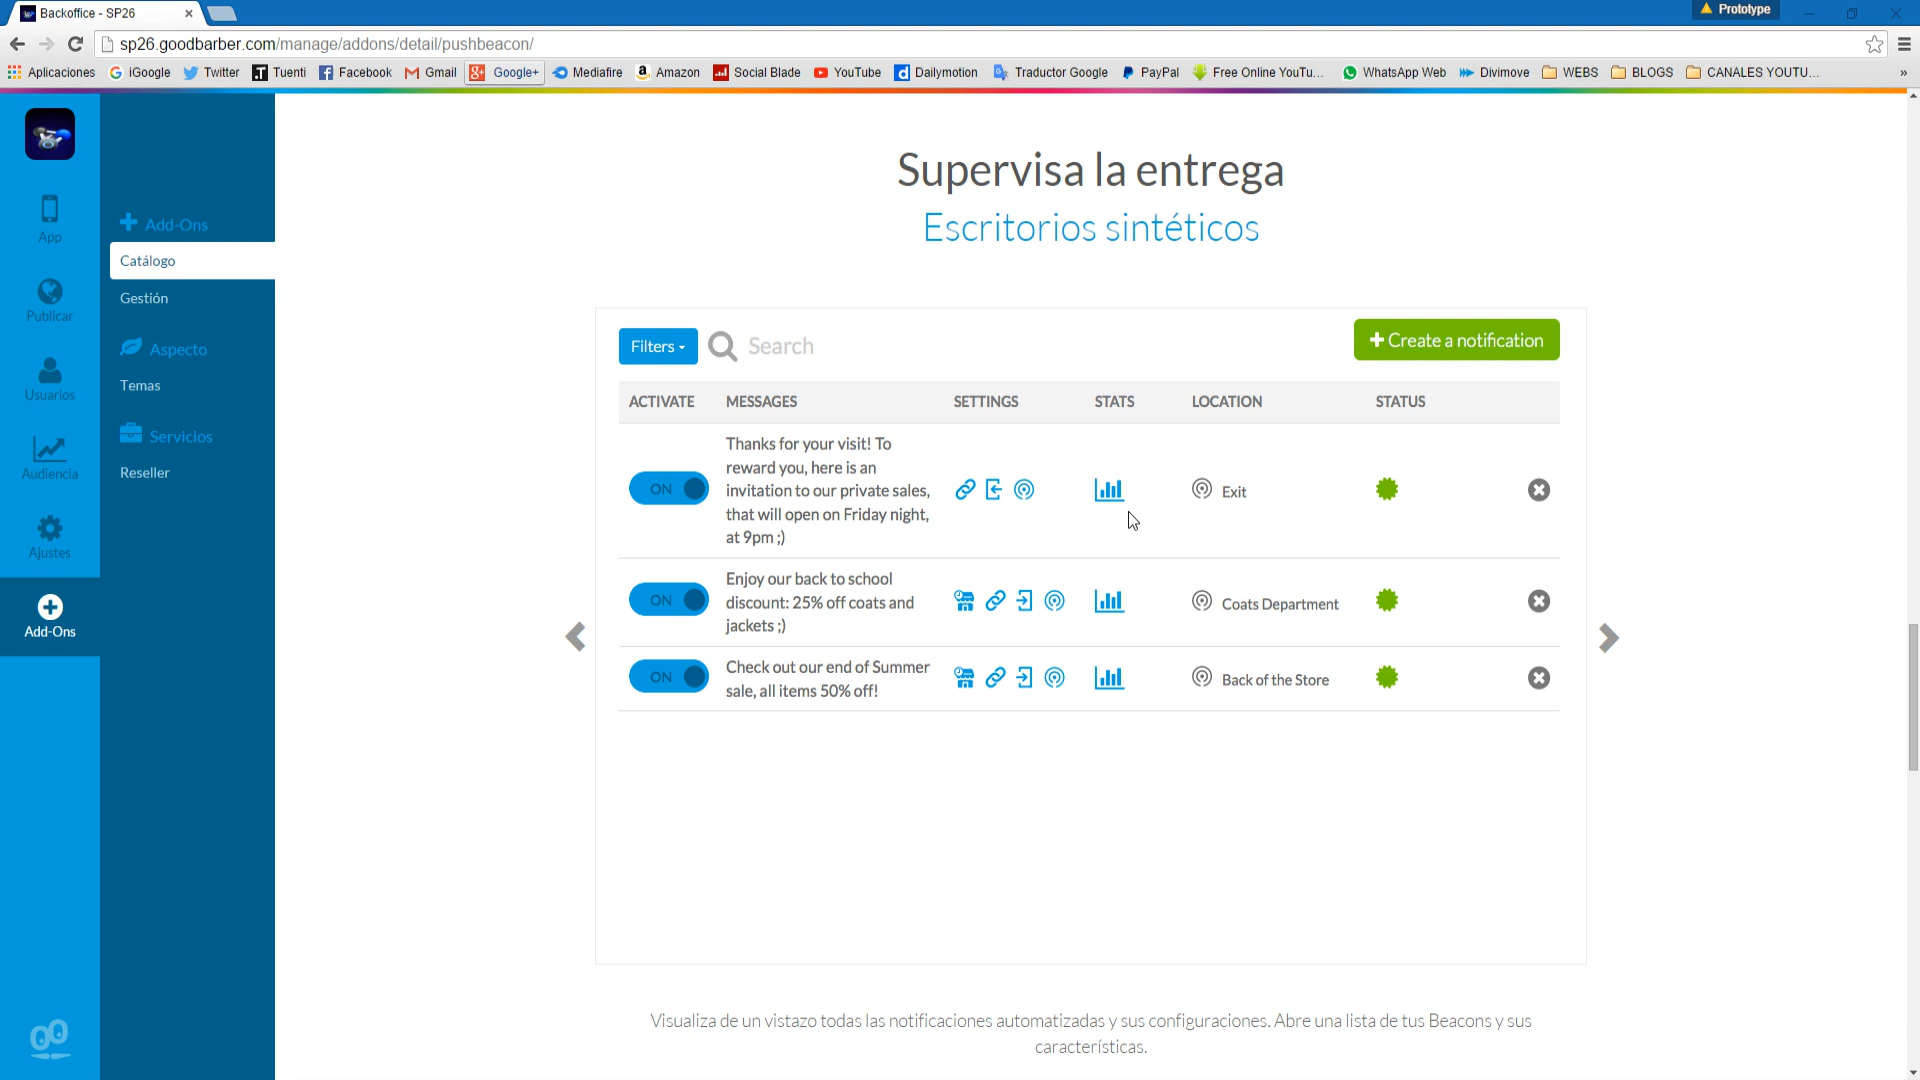 Backoffice - SP26
Prototype
sp26.goodbarber.com/manage/addons/detail/pushbeacon/
Aplicaciones iGoogle Twitter Tuenti Facebook Gmail Google+ Mediafire Amazon Social Blade YouTube Dailymotion Traductor Google PayPal Free Online YouTu... WhatsApp Web Divimove WEBS BLOGS CANALES YOUTU... »
App
Publicar
Usuarios
Audiencia
Ajustes
Add-Ons
Add-Ons
Catálogo
Gestión
Aspecto
Temas
Servicios
Reseller
Supervisa la entrega
Escritorios sintéticos
Filters Search + Create a notification
ACTIVATE MESSAGES SETTINGS STATS LOCATION STATUS
Thanks for your visit! To
reward you, here is an
ON invitation to our private sales, Exit
that will open on Friday night,
at 9pm ;)
Enjoy our back to school
ON discount: 25% off coats and Coats Department
jackets ;)
Check out our end of Summer
ON sale, all items 50% off! Back of the Store
Visualiza de un vistazo todas las notificaciones automatizadas y sus configuraciones. Abre una lista de tus Beacons y sus
características.